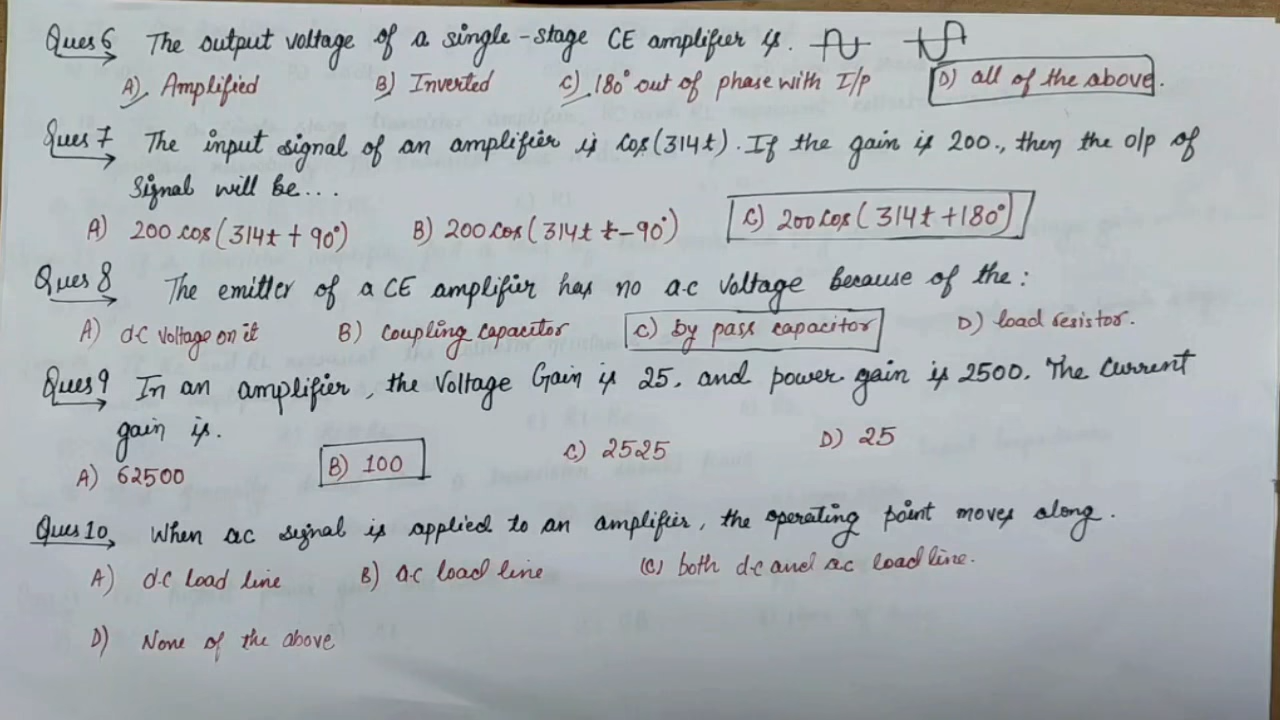 Ques 6 The output voltage of a single-stage CE amplifier is.
A) Amplified B) Inverted C) 180° out of phase with I/p D) all of the above.
Ques 7 The input signal of an amplifier is cos(314t). If the gain is 200., then the o/p of
Signal will be...
A) 200 cos(314t + 90°) B) 200 cos(314t - 90°) C) 200 cos(314t + 180°)
Ques 8 The emitter of a CE amplifier has no a.c voltage because of the:
A) d.c voltage on it B) coupling capacitor C) by pass capacitor D) load resistor.
Ques 9 In an amplifier, the Voltage Gain is 25, and power gain is 2500. The Current
gain is.
A) 62500 B) 100 C) 2525 D) 25
Ques 10, When ac signal is applied to an amplifier, the operating point moves along.
A) d.c load line B) a.c load line (C) both d.c and ac load line.
D) None of the above